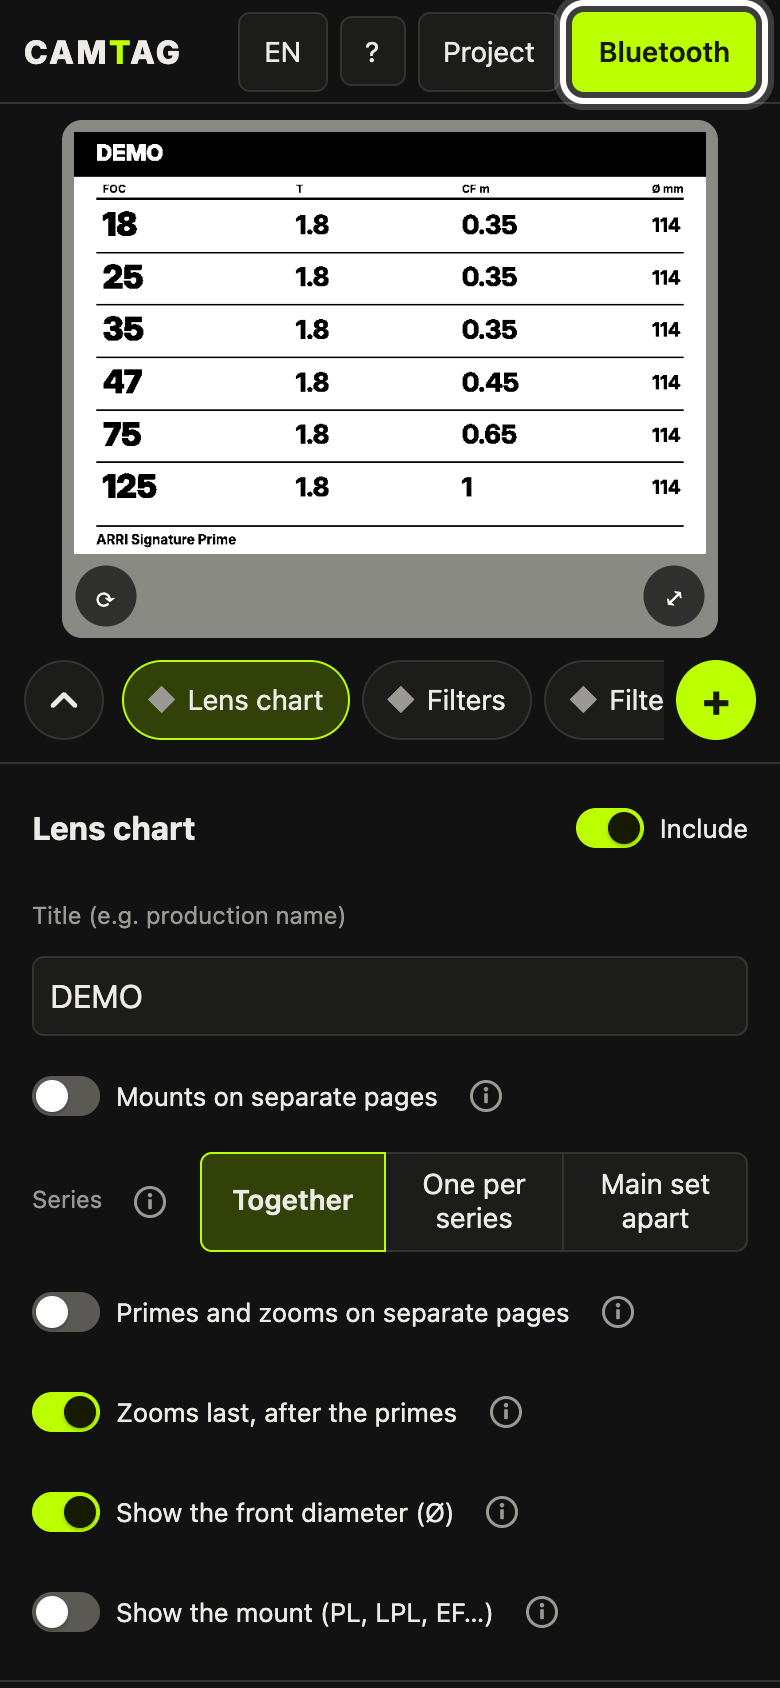 CAMTAG EN ? Project Bluetooth
DEMO
FOC T CF m Ø mm
18 1.8 0.35 114
25 1.8 0.35 114
35 1.8 0.35 114
47 1.8 0.45 114
75 1.8 0.65 114
125 1.8 1 114
ARRI Signature Prime
Lens chart Filters Filte +
Lens chart Include
Title (e.g. production name)
DEMO
Mounts on separate pages
Series Together One per series Main set apart
Primes and zooms on separate pages
Zooms last, after the primes
Show the front diameter (Ø)
Show the mount (PL, LPL, EF...)